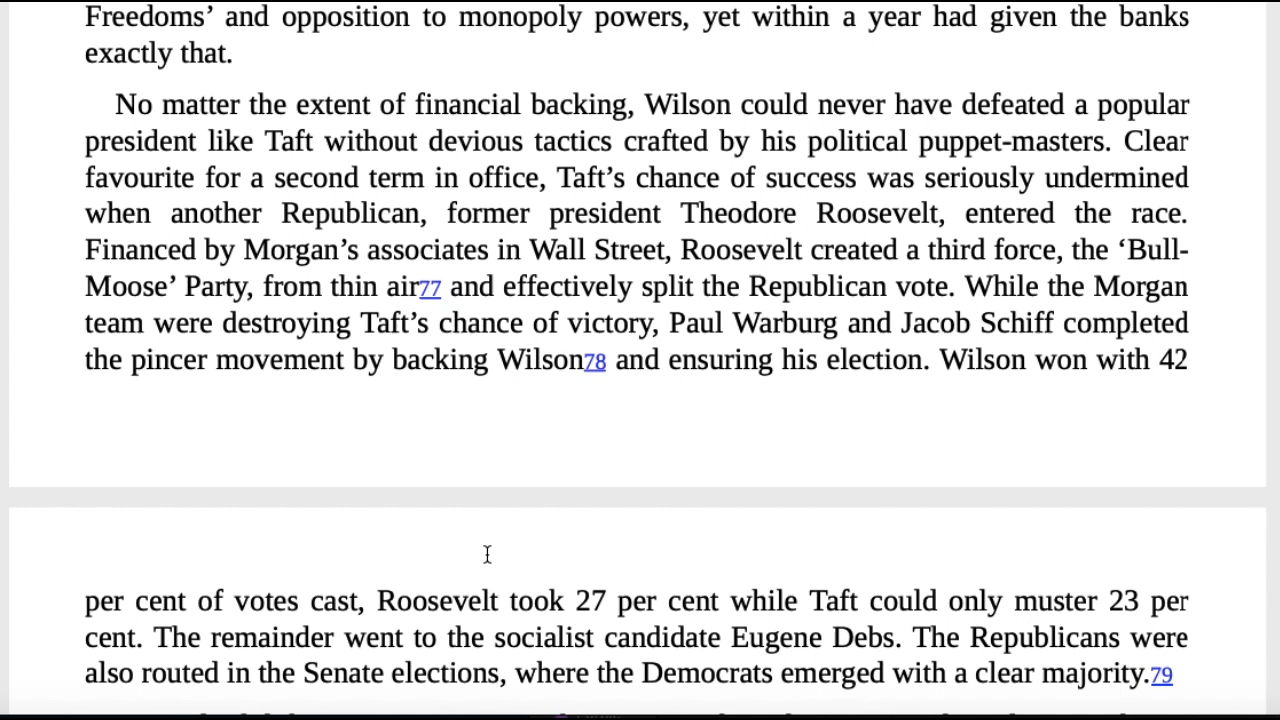 Freedoms’ and opposition to monopoly powers, yet within a year had given the banks
exactly that.
No matter the extent of financial backing, Wilson could never have defeated a popular
president like Taft without devious tactics crafted by his political puppet-masters. Clear
favourite for a second term in office, Taft’s chance of success was seriously undermined
when another Republican, former president Theodore Roosevelt, entered the race.
Financed by Morgan’s associates in Wall Street, Roosevelt created a third force, the ‘Bull-
Moose’ Party, from thin air77 and effectively split the Republican vote. While the Morgan
team were destroying Taft’s chance of victory, Paul Warburg and Jacob Schiff completed
the pincer movement by backing Wilson78 and ensuring his election. Wilson won with 42
per cent of votes cast, Roosevelt took 27 per cent while Taft could only muster 23 per
cent. The remainder went to the socialist candidate Eugene Debs. The Republicans were
also routed in the Senate elections, where the Democrats emerged with a clear majority.79